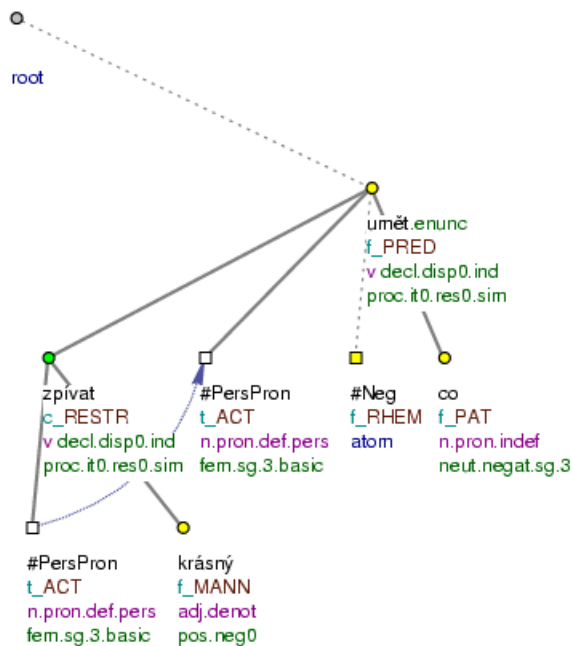 root
umět.enunc
f_PRED
v decl.disp0.ind
proc.it0.res0.sim
zpívat
c_RESTR
v decl.disp0.ind
proc.it0.res0.sim
#PersPron
t_ACT
n.pron.def.pers
fem.sg.3.basic
#Neg
f_RHEM
atom
co
f_PAT
n.pron.indef
neut.negat.sg.3
#PersPron
t_ACT
n.pron.def.pers
fem.sg.3.basic
krásný
f_MANN
adj.denot
pos.neg0